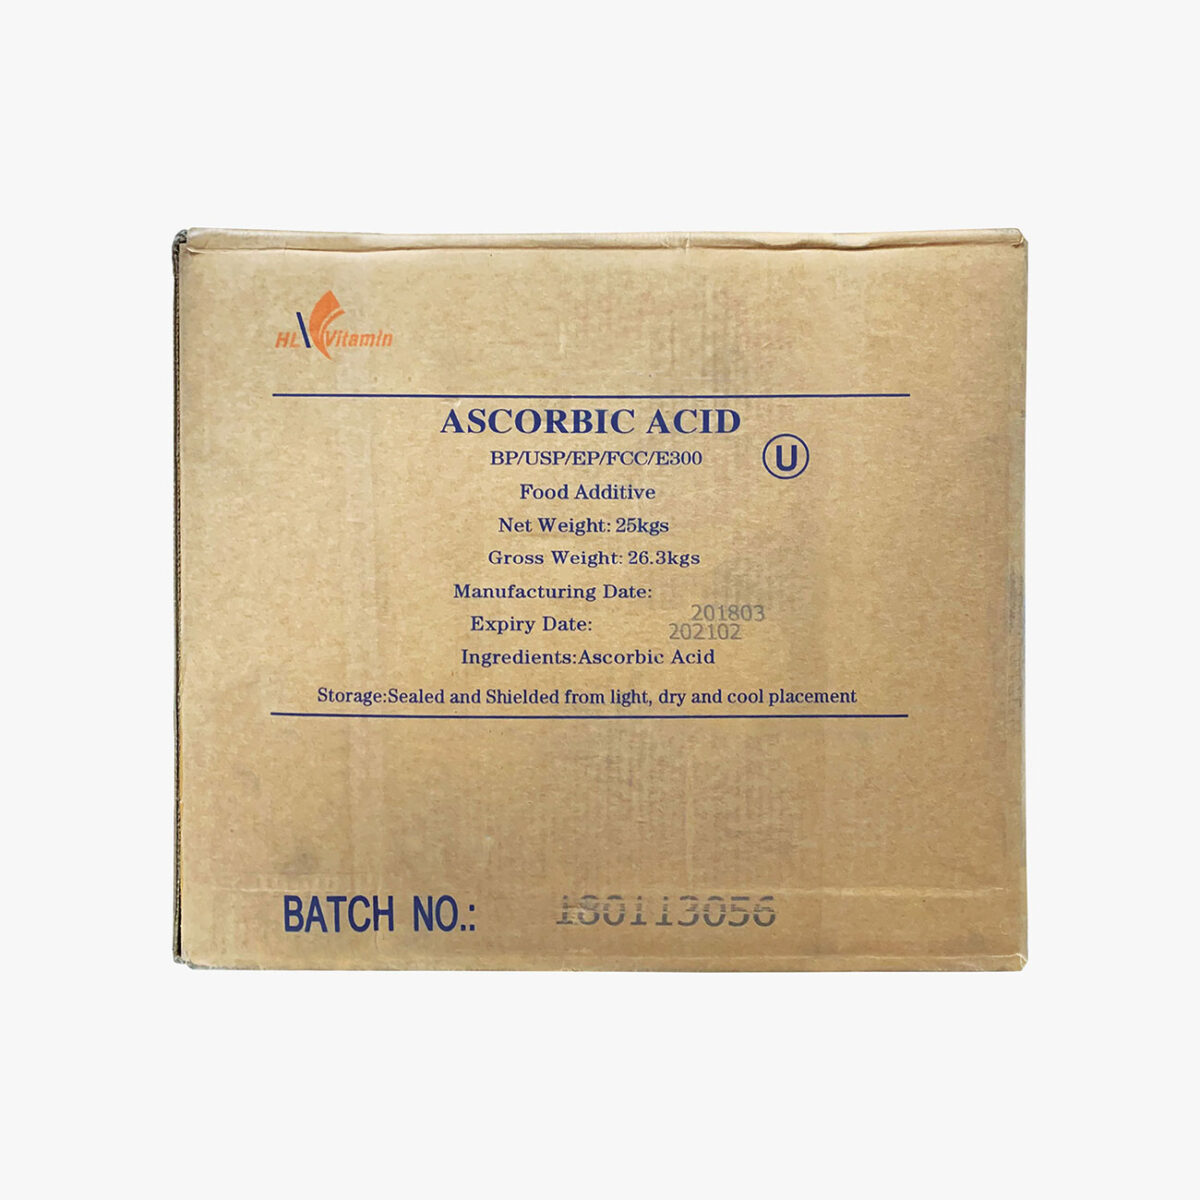 HL Vitamin
ASCORBIC ACID
BP/USP/EP/FCC/E300
U
Food Additive
Net Weight: 25kgs
Gross Weight: 26.3kgs
Manufacturing Date: 201803
Expiry Date: 202102
Ingredients:Ascorbic Acid
Storage:Sealed and Shielded from light, dry and cool placement
BATCH NO.: 180113056